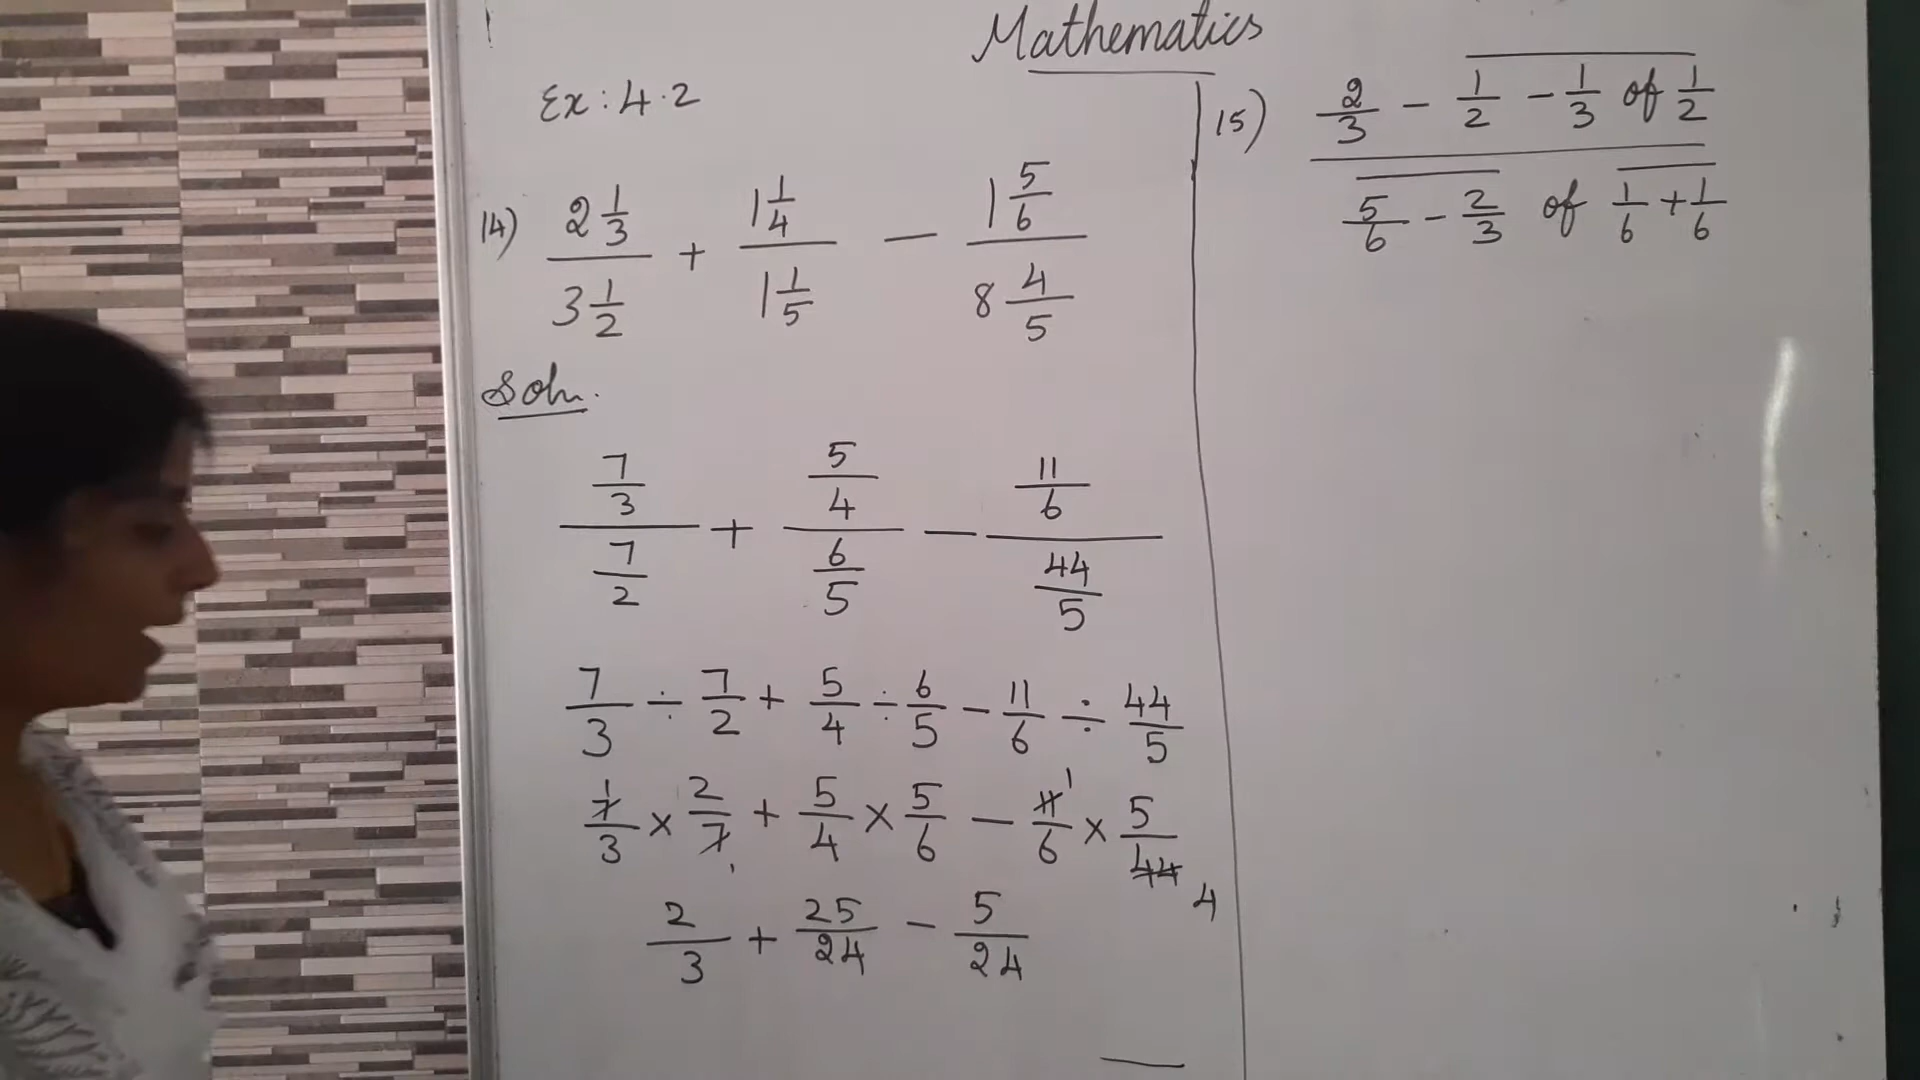 Mathematics
Ex : 4.2
14) 2 1/3 / 3 1/2 + 1 1/4 / 1 1/5 − 1 5/6 / 8 4/5
Soln.
7/3 / 7/2 + 5/4 / 6/5 − 11/6 / 44/5
7/3 ÷ 7/2 + 5/4 ÷ 6/5 − 11/6 ÷ 44/5
1 7/3 × 2/7 1 + 5/4 × 5/6 − 11/6 1 × 5/44 4
2/3 + 25/24 − 5/24
15) 2/3 − 1/2 − 1/3 of 1/2
5/6 − 2/3 of 1/6 + 1/6